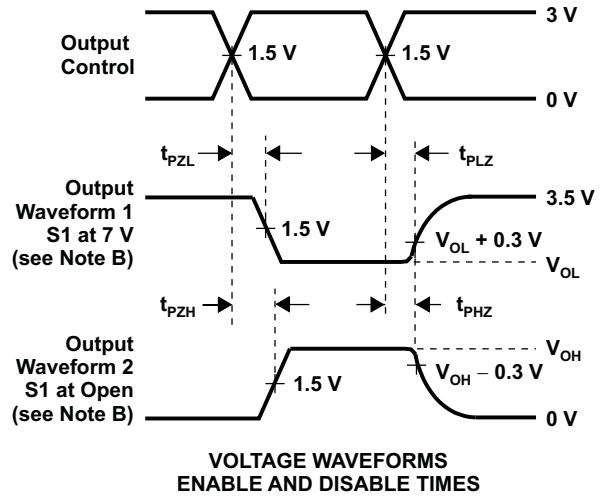 Output
Control
3 V
1.5 V
1.5 V
0 V
tPZL
tPLZ
Output
Waveform 1
S1 at 7 V
(see Note B)
3.5 V
1.5 V
VOL + 0.3 V
VOL
tPZH
tPHZ
Output
Waveform 2
S1 at Open
(see Note B)
VOH
1.5 V
VOH − 0.3 V
0 V
VOLTAGE WAVEFORMS
ENABLE AND DISABLE TIMES